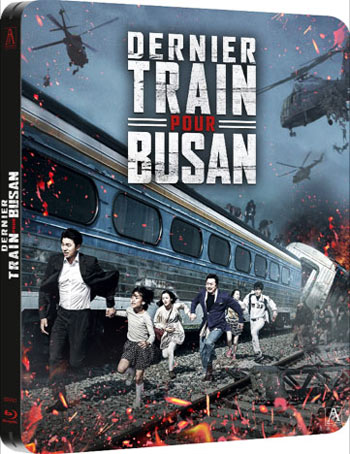 DERNIER
TRAIN
POUR
BUSAN
DERNIER
TRAIN POUR BUSAN